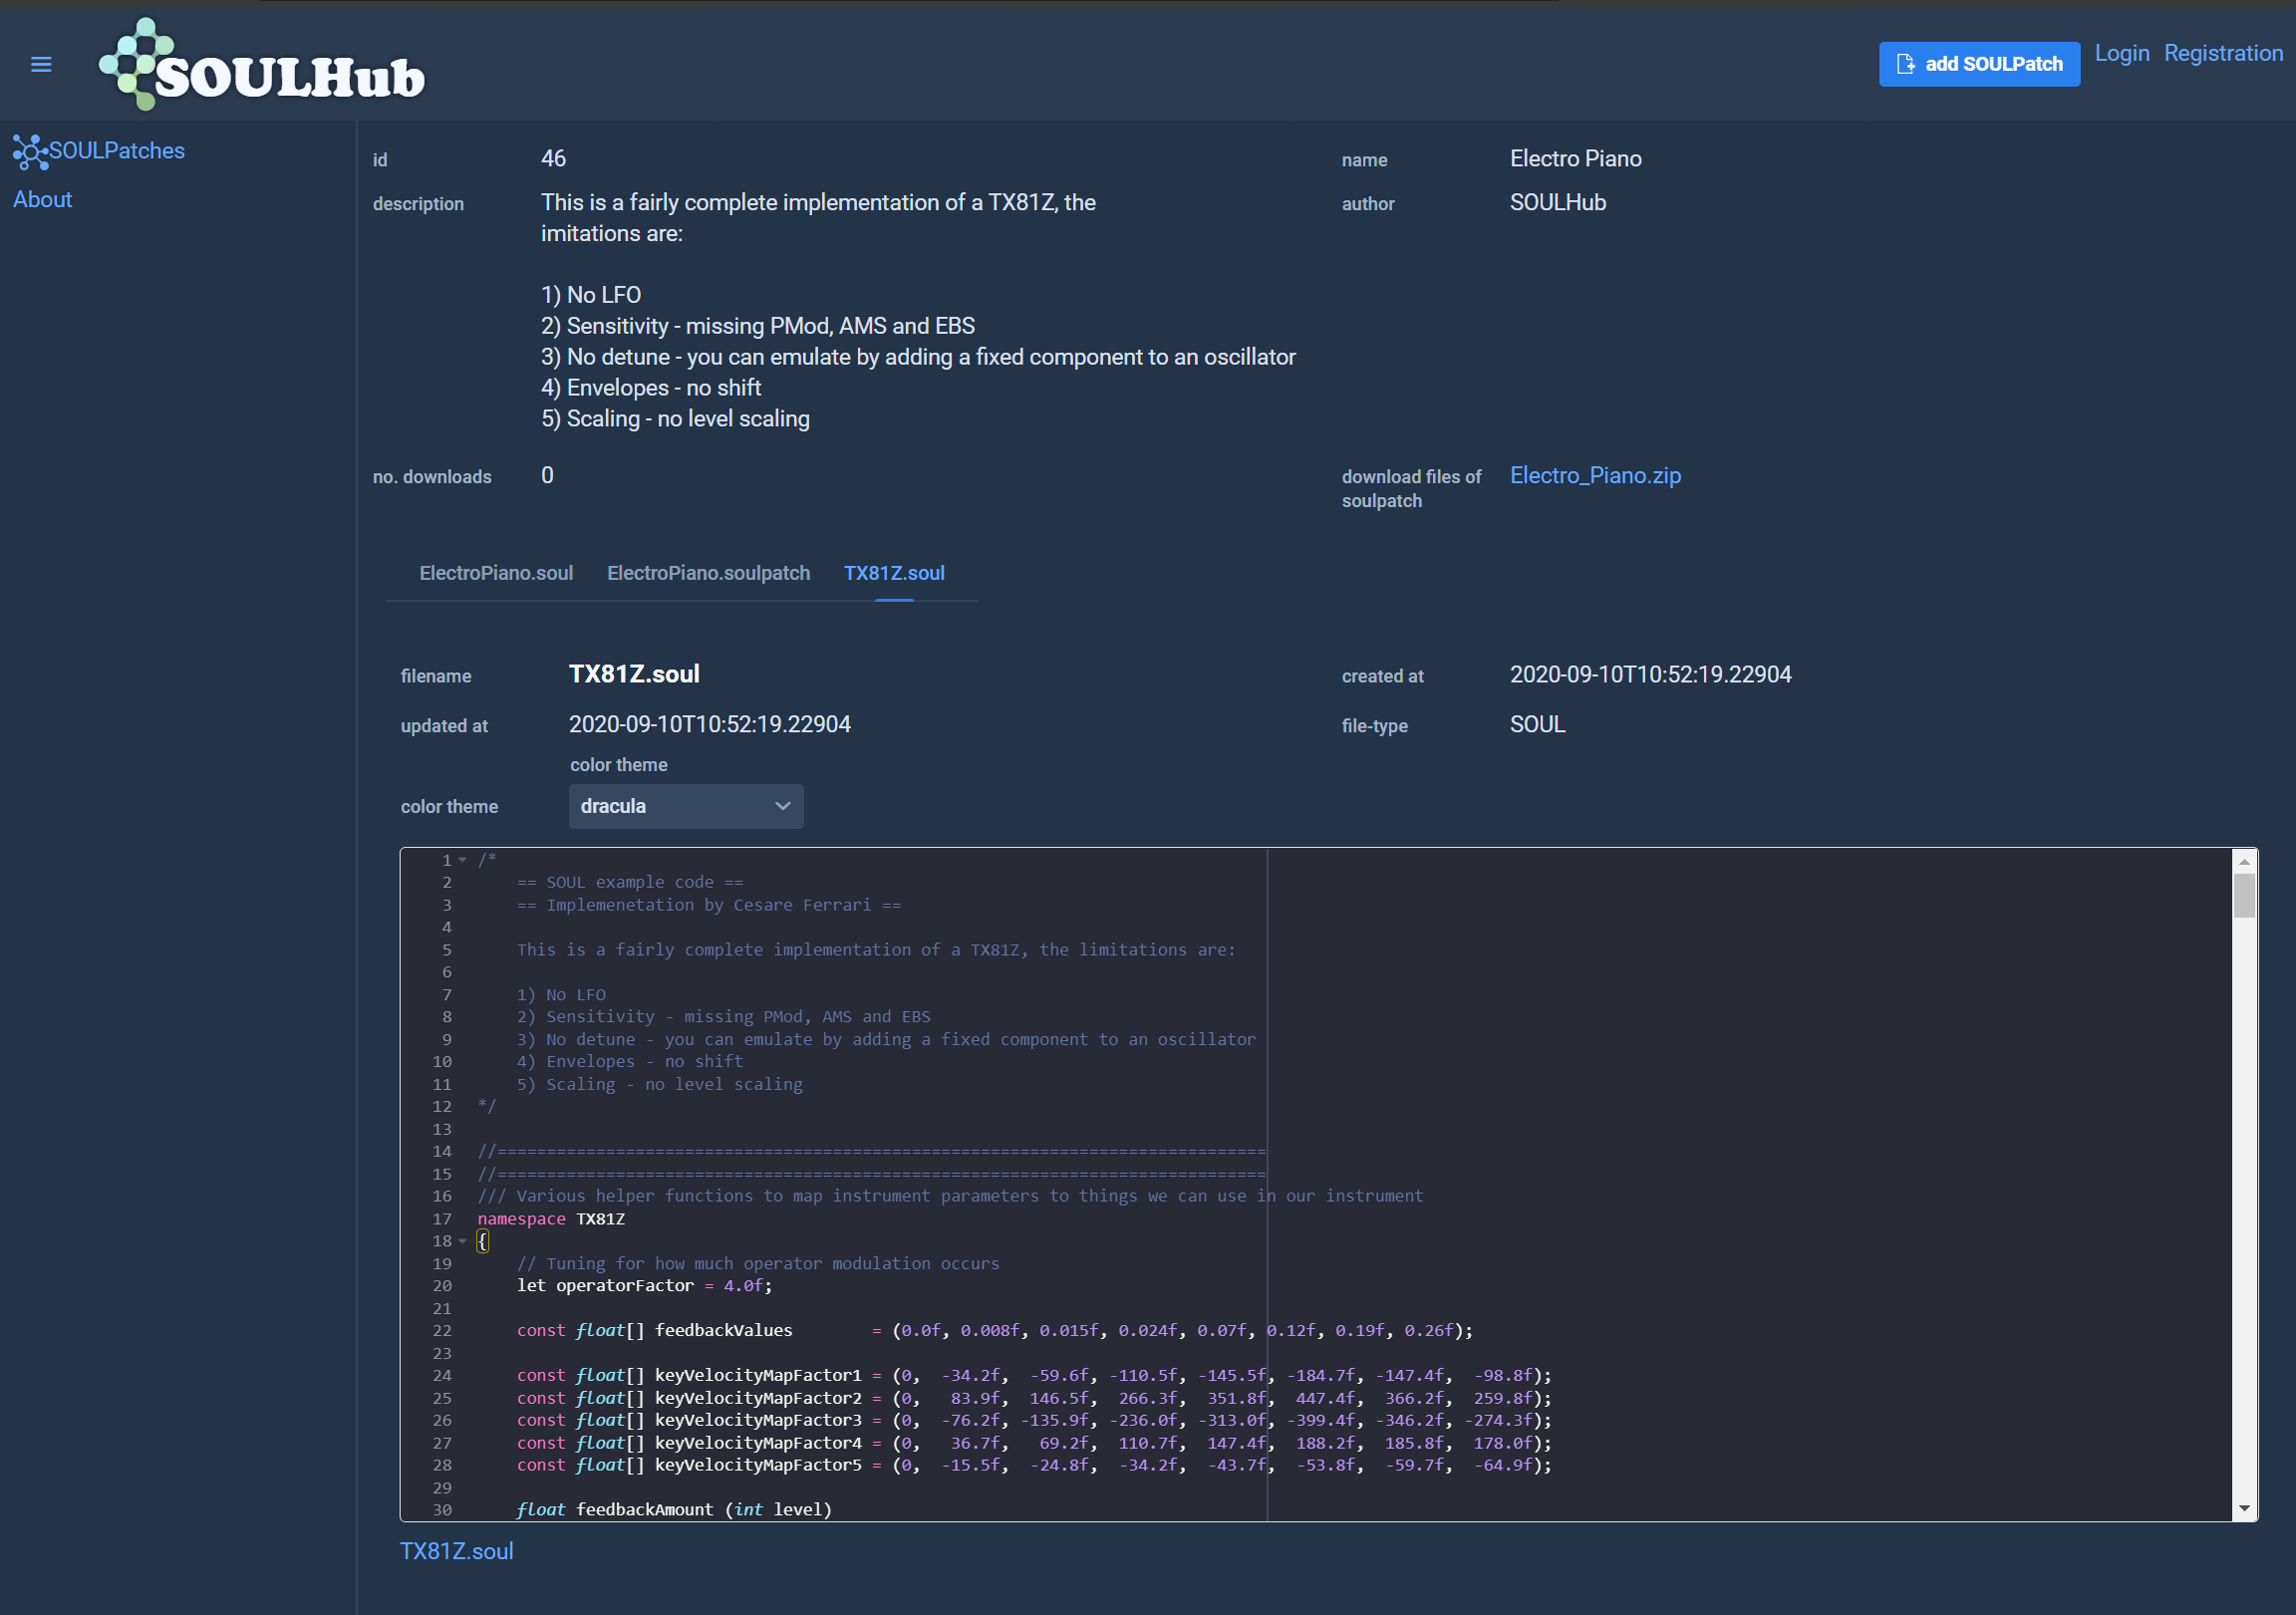 SOULHub
add SOULPatch
Login Registration
SOULPatches
About
id 46
name Electro Piano
description This is a fairly complete implementation of a TX81Z, the
imitations are:
1) No LFO
2) Sensitivity - missing PMod, AMS and EBS
3) No detune - you can emulate by adding a fixed component to an oscillator
4) Envelopes - no shift
5) Scaling - no level scaling
author SOULHub
no. downloads 0
download files of
soulpatch
Electro_Piano.zip
ElectroPiano.soul ElectroPiano.soulpatch TX81Z.soul
filename TX81Z.soul
created at 2020-09-10T10:52:19.22904
updated at 2020-09-10T10:52:19.22904
file-type SOUL
color theme
color theme dracula
1 /*
2 == SOUL example code ==
3 == Implemenetation by Cesare Ferrari ==
4
5 This is a fairly complete implementation of a TX81Z, the limitations are:
6
7 1) No LFO
8 2) Sensitivity - missing PMod, AMS and EBS
9 3) No detune - you can emulate by adding a fixed component to an oscillator
10 4) Envelopes - no shift
11 5) Scaling - no level scaling
12 */
13
14 //==============================================================================
15 //==============================================================================
16 /// Various helper functions to map instrument parameters to things we can use in our instrument
17 namespace TX81Z
18 {
19 // Tuning for how much operator modulation occurs
20 let operatorFactor = 4.0f;
21
22 const float[] feedbackValues = (0.0f, 0.008f, 0.015f, 0.024f, 0.07f, 0.12f, 0.19f, 0.26f);
23
24 const float[] keyVelocityMapFactor1 = (0, -34.2f, -59.6f, -110.5f, -145.5f, -184.7f, -147.4f, -98.8f);
25 const float[] keyVelocityMapFactor2 = (0, 83.9f, 146.5f, 266.3f, 351.8f, 447.4f, 366.2f, 259.8f);
26 const float[] keyVelocityMapFactor3 = (0, -76.2f, -135.9f, -236.0f, -313.0f, -399.4f, -346.2f, -274.3f);
27 const float[] keyVelocityMapFactor4 = (0, 36.7f, 69.2f, 110.7f, 147.4f, 188.2f, 185.8f, 178.0f);
28 const float[] keyVelocityMapFactor5 = (0, -15.5f, -24.8f, -34.2f, -43.7f, -53.8f, -59.7f, -64.9f);
29
30 float feedbackAmount (int level)
TX81Z.soul